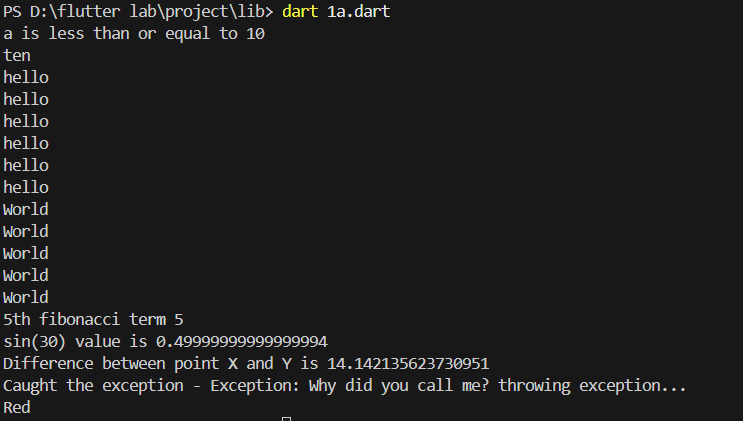 PS D:\flutter lab\project\lib> dart 1a.dart
a is less than or equal to 10
ten
hello
hello
hello
hello
hello
hello
World
World
World
World
World
5th fibonacci term 5
sin(30) value is 0.49999999999999994
Difference between point X and Y is 14.142135623730951
Caught the exception - Exception: Why did you call me? throwing exception...
Red